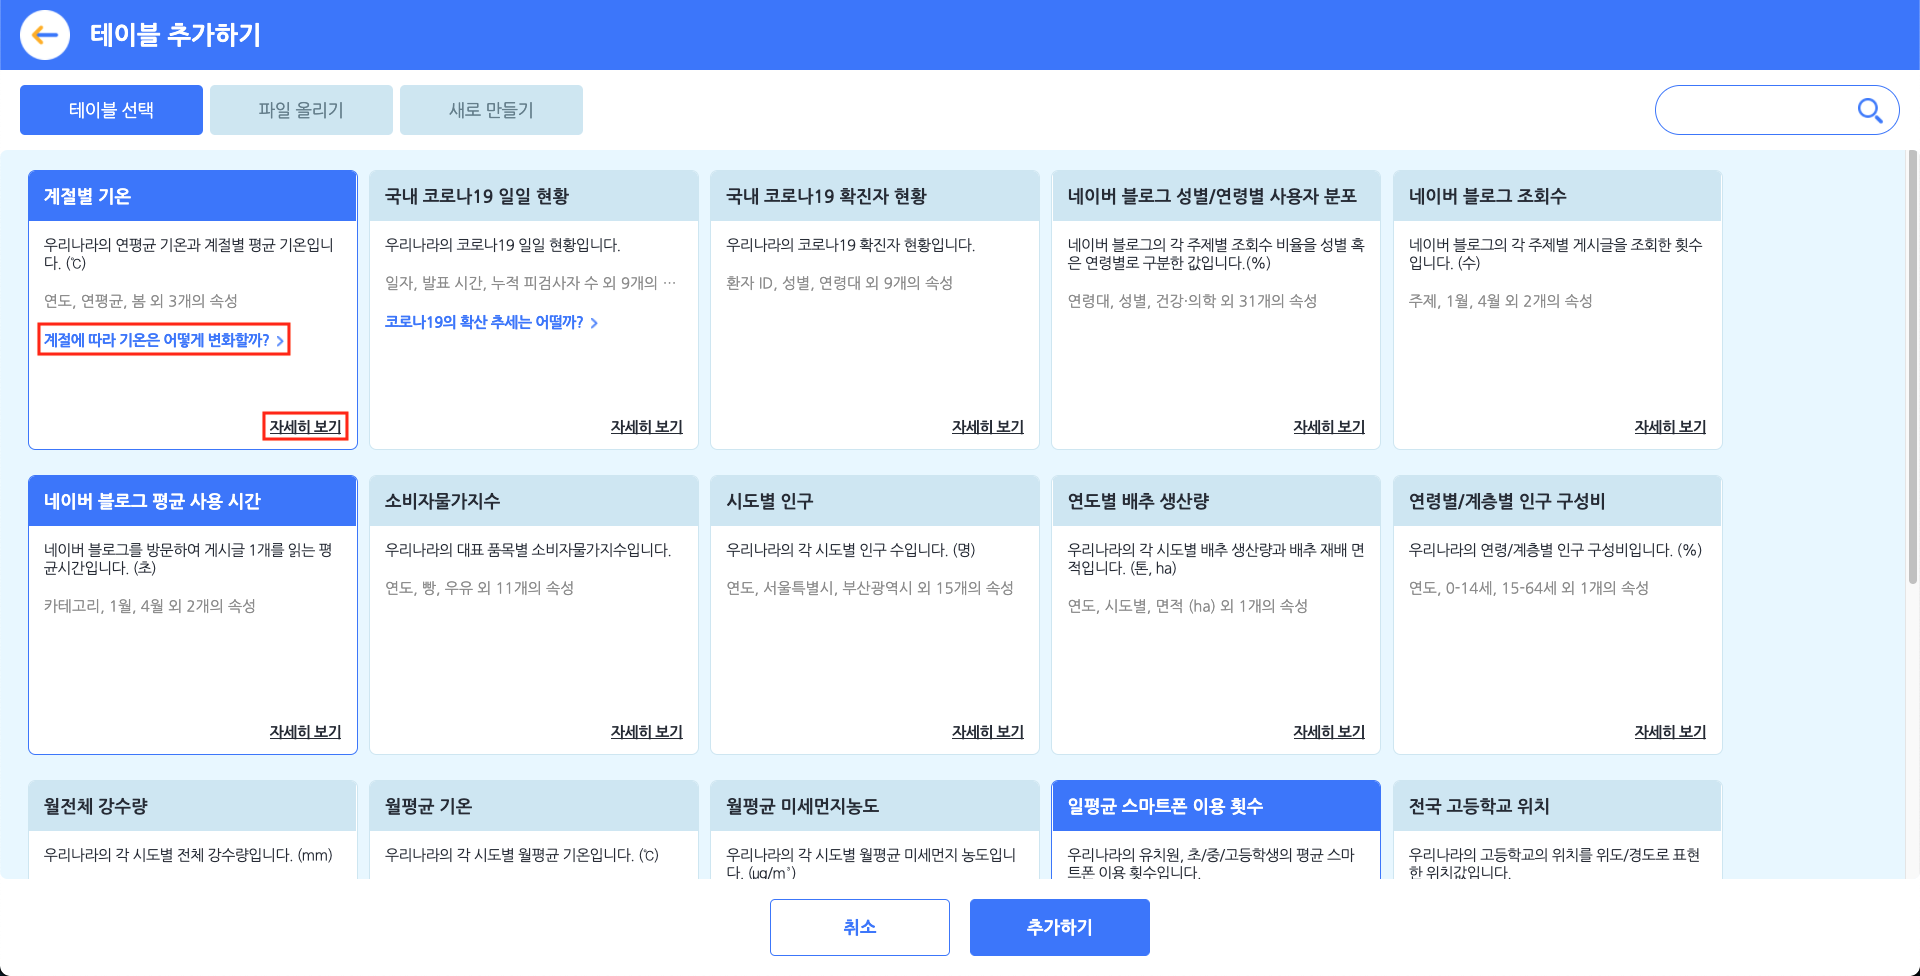 테이블 추가하기
테이블 선택
파일 올리기
새로 만들기
계절별 기온
우리나라의 연평균 기온과 계절별 평균 기온입니
다. (℃)
연도, 연평균, 봄 외 3개의 속성
계절에 따라 기온은 어떻게 변화할까? >
자세히 보기
국내 코로나19 일일 현황
우리나라의 코로나19 일일 현황입니다.
일자, 발표 시간, 누적 피검사자 수 외 9개의 …
코로나19의 확산 추세는 어떨까? >
자세히 보기
국내 코로나19 확진자 현황
우리나라의 코로나19 확진자 현황입니다.
환자 ID, 성별, 연령대 외 9개의 속성
자세히 보기
네이버 블로그 성별/연령별 사용자 분포
네이버 블로그의 각 주제별 조회수 비율을 성별 혹
은 연령별로 구분한 값입니다.(%)
연령대, 성별, 건강·의학 외 31개의 속성
자세히 보기
네이버 블로그 조회수
네이버 블로그의 각 주제별 게시글을 조회한 횟수
입니다. (수)
주제, 1월, 4월 외 2개의 속성
자세히 보기
네이버 블로그 평균 사용 시간
네이버 블로그를 방문하여 게시글 1개를 읽는 평
균시간입니다. (초)
카테고리, 1월, 4월 외 2개의 속성
자세히 보기
소비자물가지수
우리나라의 대표 품목별 소비자물가지수입니다.
연도, 빵, 우유 외 11개의 속성
자세히 보기
시도별 인구
우리나라의 각 시도별 인구 수입니다. (명)
연도, 서울특별시, 부산광역시 외 15개의 속성
자세히 보기
연도별 배추 생산량
우리나라의 각 시도별 배추 생산량과 배추 재배 면
적입니다. (톤, ha)
연도, 시도별, 면적 (ha) 외 1개의 속성
자세히 보기
연령별/계층별 인구 구성비
우리나라의 연령/계층별 인구 구성비입니다. (%)
연도, 0-14세, 15-64세 외 1개의 속성
자세히 보기
월전체 강수량
우리나라의 각 시도별 전체 강수량입니다. (mm)
월평균 기온
우리나라의 각 시도별 월평균 기온입니다. (℃)
월평균 미세먼지농도
우리나라의 각 시도별 월평균 미세먼지 농도입니
다. (μg/m³)
일평균 스마트폰 이용 횟수
우리나라의 유치원, 초/중/고등학생의 평균 스마
트폰 이용 횟수입니다.
전국 고등학교 위치
우리나라의 고등학교의 위치를 위도/경도로 표현
한 위치값입니다.
취소
추가하기